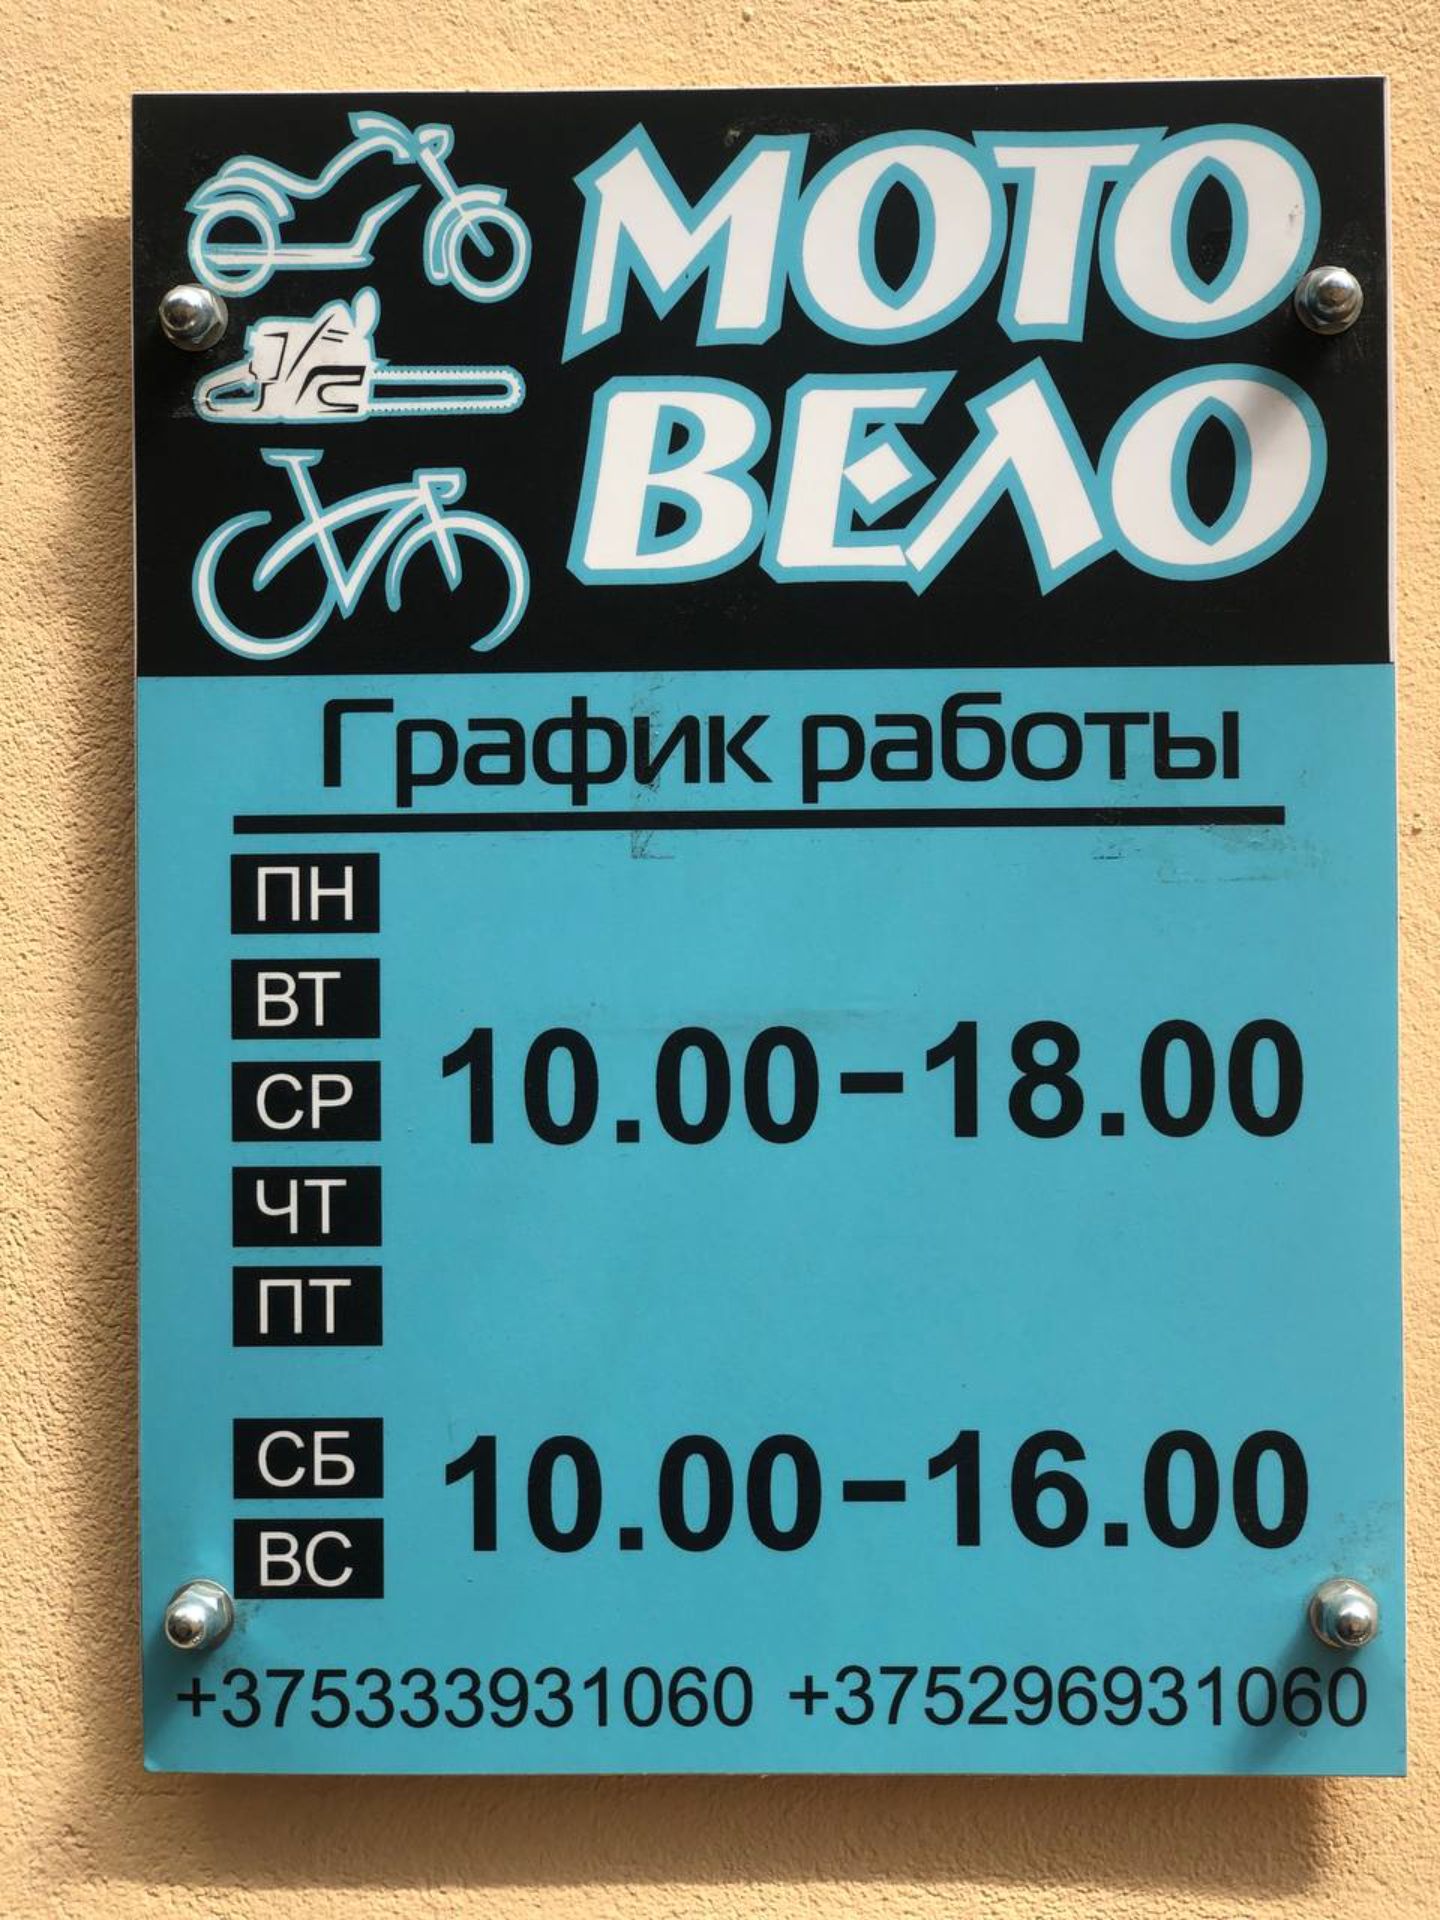 МОТО
ВЕЛО
График работы
ПН
ВТ
СР
10.00-18.00
ЧТ
ПТ
СБ
10.00-16.00
ВС
+375333931060 +375296931060